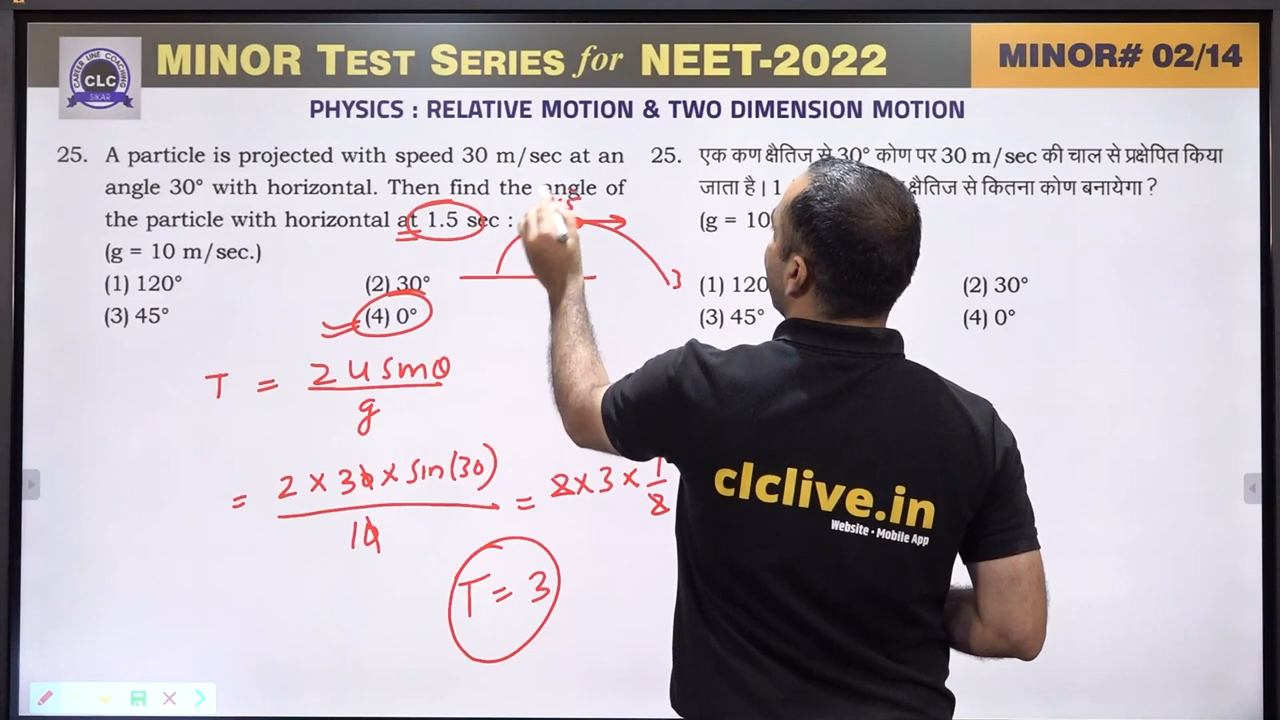 MINOR TEST SERIES for NEET-2022
MINOR# 02/14
CAREER LINE COACHING
CLC
SIKAR
PHYSICS : RELATIVE MOTION & TWO DIMENSION MOTION
25. A particle is projected with speed 30 m/sec at an
angle 30° with horizontal. Then find the angle of
the particle with horizontal at 1.5 sec :
(g = 10 m/sec.)
(1) 120° (2) 30°
(3) 45° (4) 0°
3
T = 2 u sinθ / g
= 2 × 30 × sin(30) / 10 = 2 × 3 × 1/2
T = 3
25. एक कण क्षैतिज से 30° कोण पर 30 m/sec की चाल से प्रक्षेपित किया
जाता है। 1 क्षैतिज से कितना कोण बनायेगा ?
(g = 10
(1) 120 (2) 30°
(3) 45° (4) 0°
clclive.in
Website • Mobile App